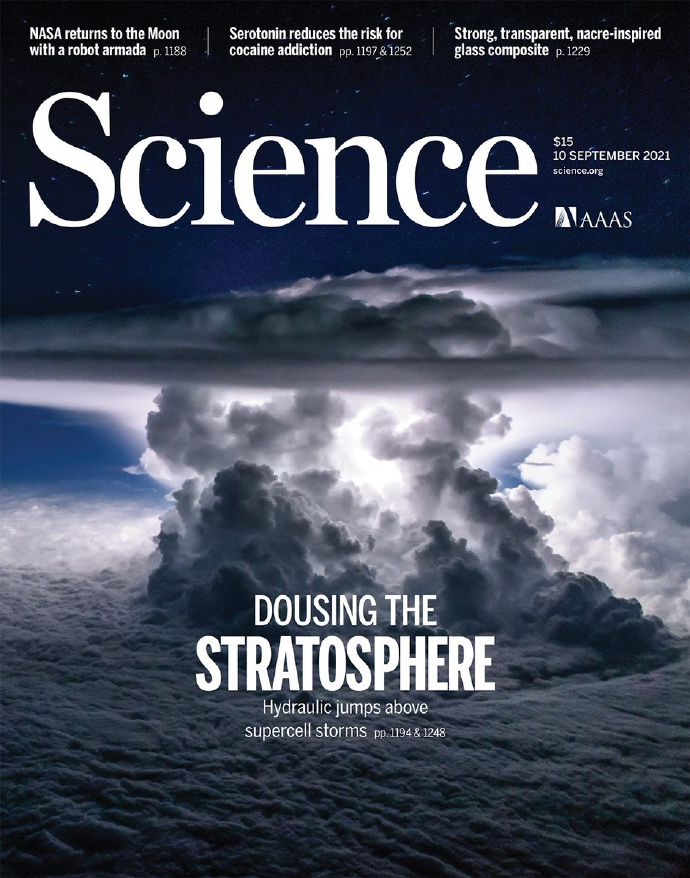 NASA returns to the Moon
with a robot armada p. 1188
Serotonin reduces the risk for
cocaine addiction pp. 1197 & 1252
Strong, transparent, nacre-inspired
glass composite p. 1229
Science
$15
10 SEPTEMBER 2021
science.org
AAAS
DOUSING THE
STRATOSPHERE
Hydraulic jumps above
supercell storms pp. 1194 & 1248